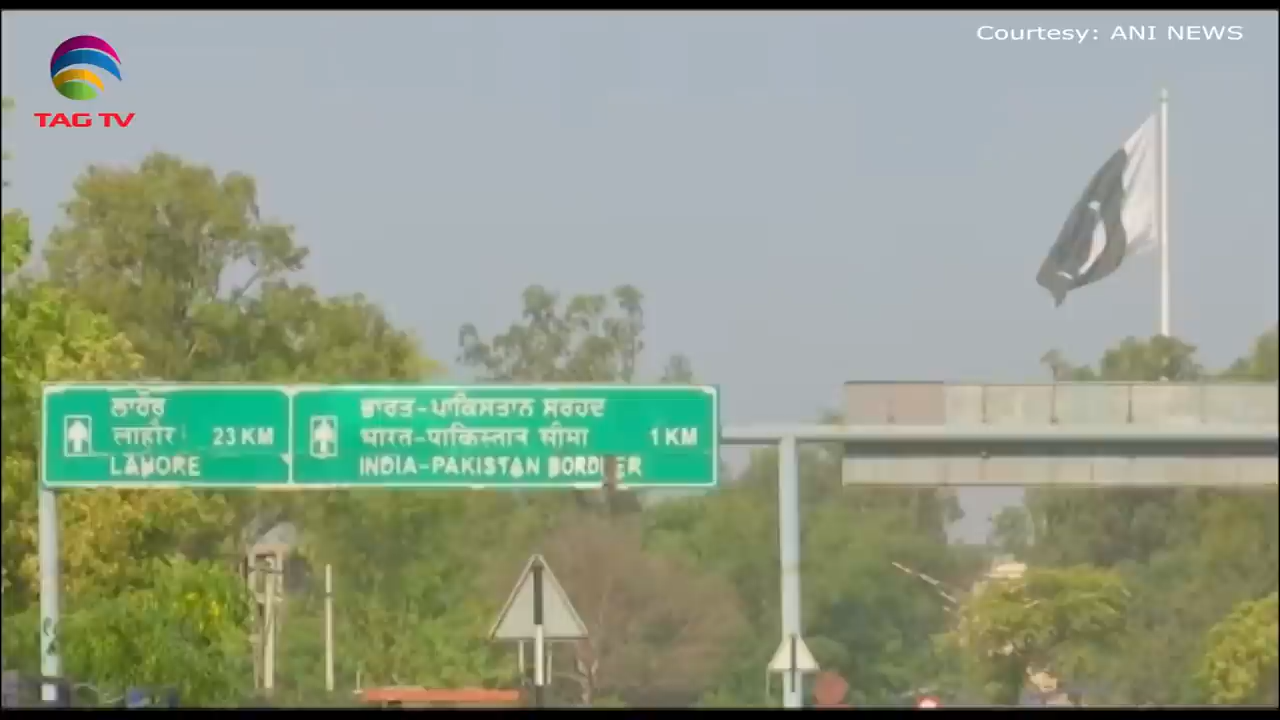 Courtesy: ANI NEWS
TAG TV
ਲਾਹੌਰ
लाहौर 23 KM
LAHORE
ਭਾਰਤ-ਪਾਕਿਸਤਾਨ ਸਰਹਦ
भारत-पाकिस्तान सीमा 1 KM
INDIA-PAKISTAN BORDER